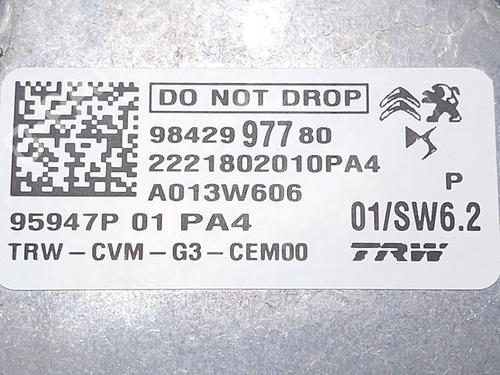 DO NOT DROP
98429 977 80
2221802010PA4
A013W606
P
95947P 01 PA4
01/SW6.2
TRW-CVM-G3-CEM00
TRW